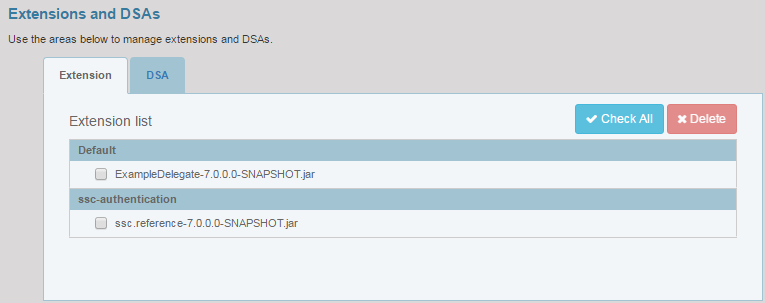 Extensions and DSAs
Use the areas below to manage extensions and DSAs.
Extension DSA
Extension list Check All Delete
Default
ExampleDelegate-7.0.0.0-SNAPSHOT.jar
ssc-authentication
ssc.reference-7.0.0.0-SNAPSHOT.jar